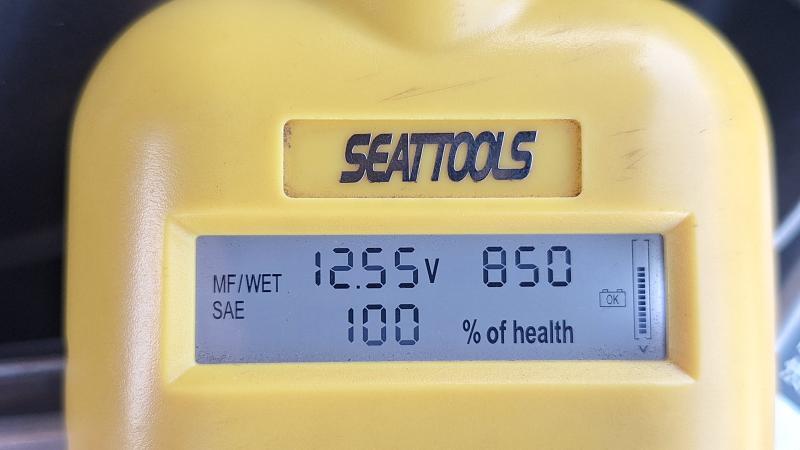 SEATTOOLS
MF/WET 12.55V 850
SAE 100 % of health
OK